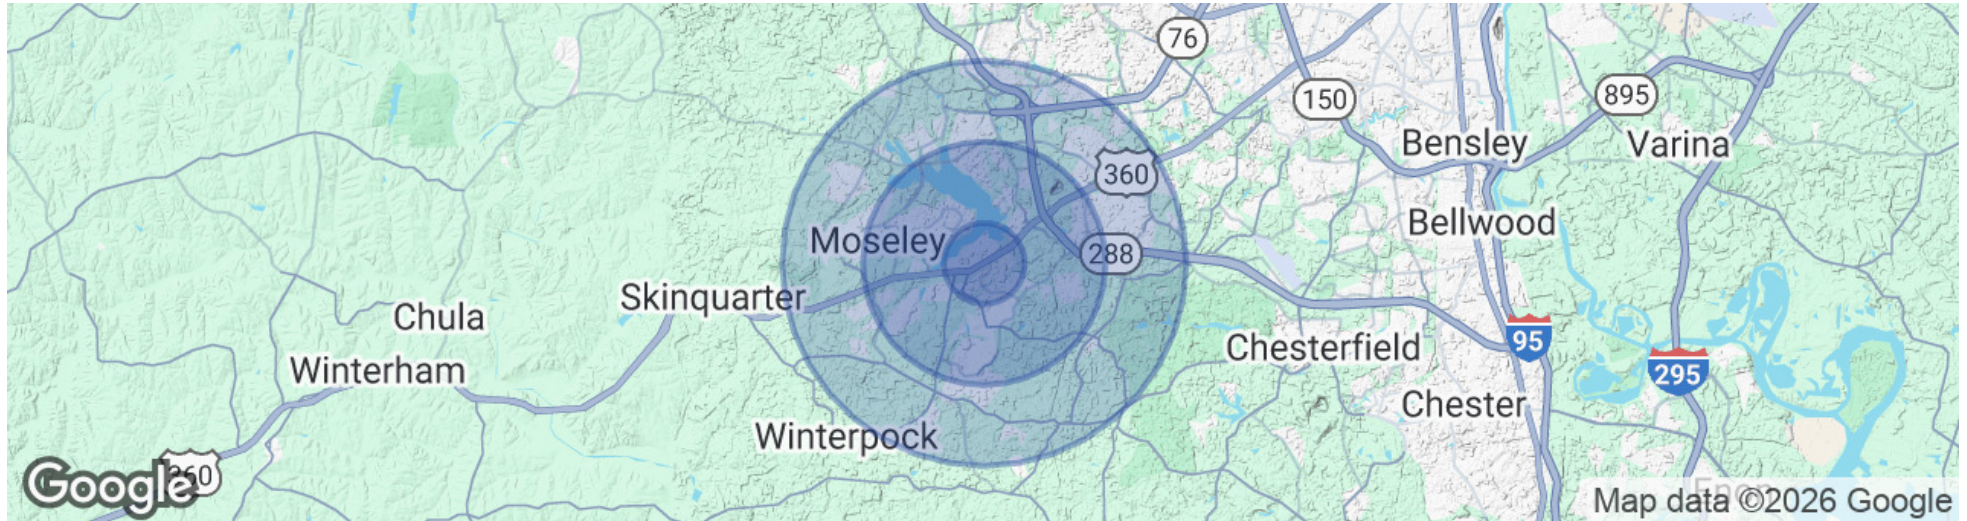 76
150
895
Bensley
Varina
360
Bellwood
Moseley
288
Skinquarter
Chula
95
Chesterfield
Winterham
295
Chester
Winterpock
360
Google
Enon
Map data ©2026 Google